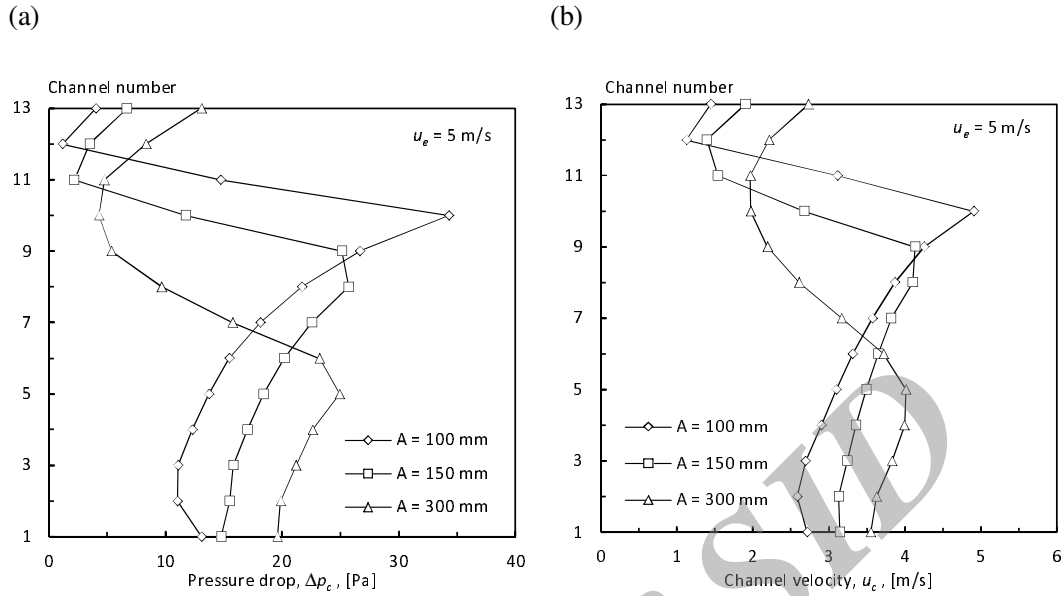 (a)
Channel number
13
11
9
7
5
3
1
u_e = 5 m/s
A = 100 mm
A = 150 mm
A = 300 mm
0 10 20 30 40
Pressure drop, Δp_c , [Pa]
(b)
Channel number
13
11
9
7
5
3
1
u_e = 5 m/s
A = 100 mm
A = 150 mm
A = 300 mm
0 1 2 3 4 5 6
Channel velocity, u_c , [m/s]
SID